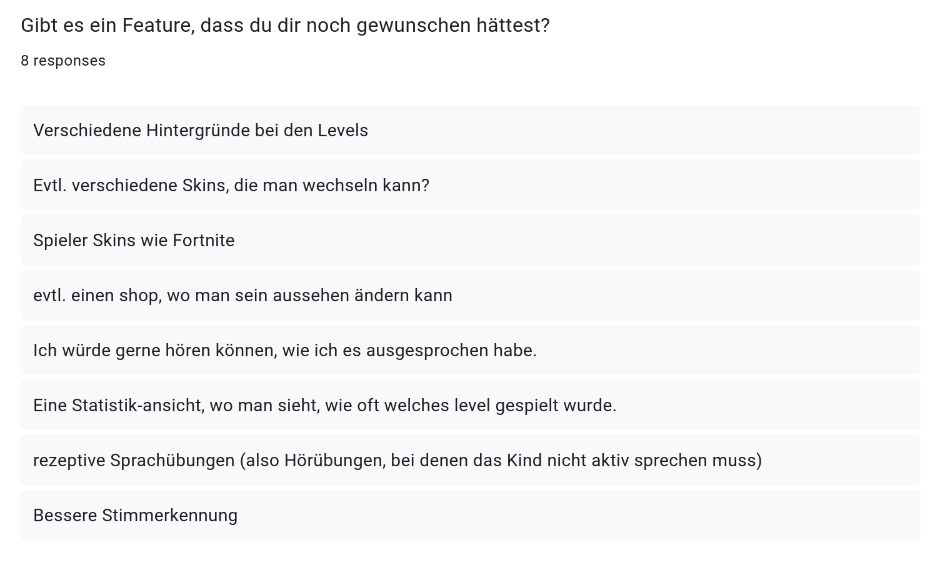 Gibt es ein Feature, dass du dir noch gewunschen hättest?
8 responses
Verschiedene Hintergründe bei den Levels
Evtl. verschiedene Skins, die man wechseln kann?
Spieler Skins wie Fortnite
evtl. einen shop, wo man sein aussehen ändern kann
Ich würde gerne hören können, wie ich es ausgesprochen habe.
Eine Statistik-ansicht, wo man sieht, wie oft welches level gespielt wurde.
rezeptive Sprachübungen (also Hörübungen, bei denen das Kind nicht aktiv sprechen muss)
Bessere Stimmerkennung